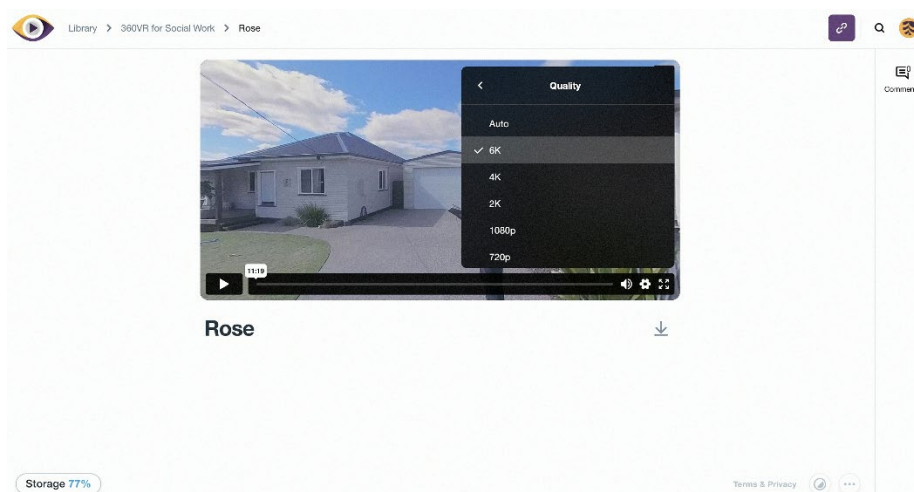 Library > 360VR for Social Work > Rose
Quality
Auto
6K
4K
2K
1080p
720p
11:19
Rose
Storage 77%
Terms & Privacy